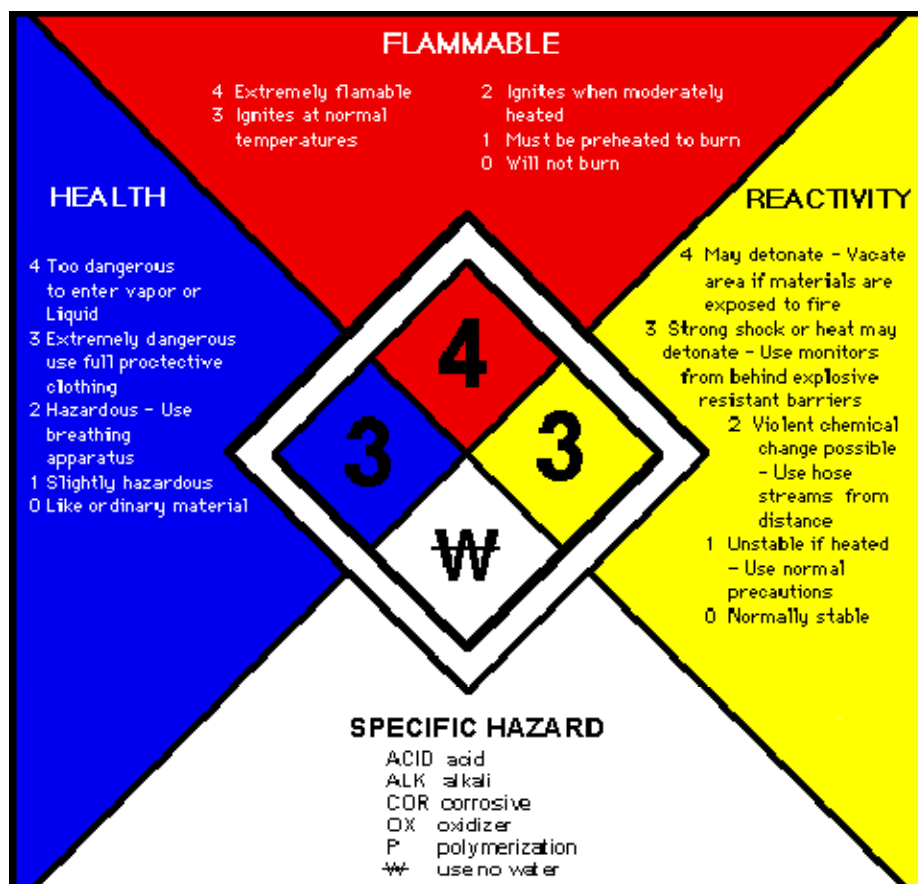 FLAMMABLE
4 Extremely flamable
3 Ignites at normal
temperatures
2 Ignites when moderately
heated
1 Must be preheated to burn
0 Will not burn
HEALTH
4 Too dangerous
to enter vapor or
Liquid
3 Extremely dangerous
use full proctective
clothing
2 Hazardous - Use
breathing
apparatus
1 Slightly hazardous
0 Like ordinary material
REACTIVITY
4 May detonate - Vacate
area if materials are
exposed to fire
3 Strong shock or heat may
detonate - Use monitors
from behind explosive
resistant barriers
2 Violent chemical
change possible
- Use hose
streams from
distance
1 Unstable if heated
- Use normal
precautions
0 Normally stable
4
3
3
W
SPECIFIC HAZARD
ACID acid
ALK alkali
COR corrosive
OX oxidizer
P polymerization
W use no water